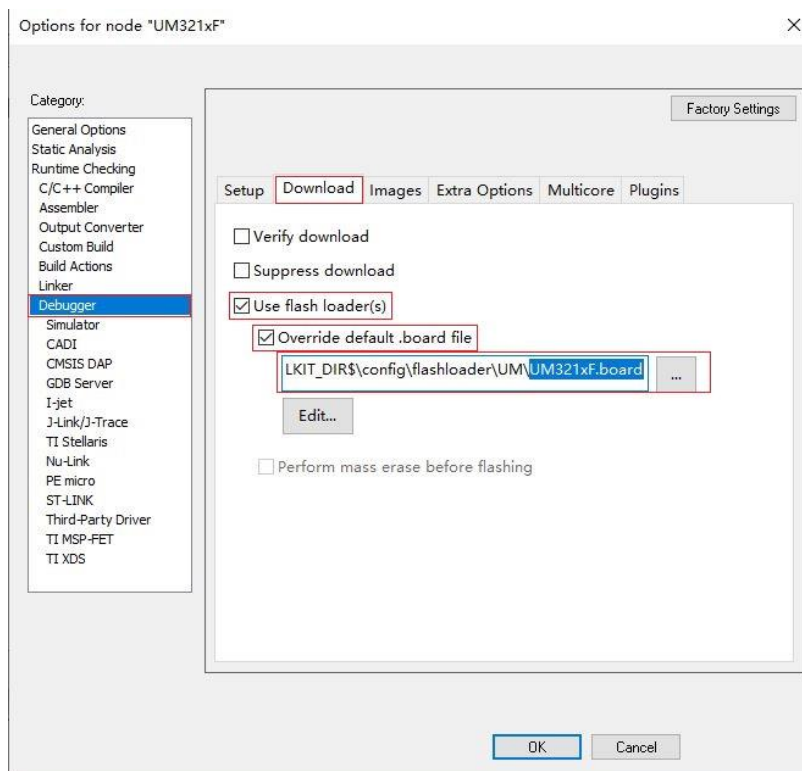 Options for node "UM321xF"
Category:
Factory Settings
General Options
Static Analysis
Runtime Checking
C/C++ Compiler
Assembler
Output Converter
Custom Build
Build Actions
Linker
Debugger
Simulator
CADI
CMSIS DAP
GDB Server
I-jet
J-Link/J-Trace
TI Stellaris
Nu-Link
PE micro
ST-LINK
Third-Party Driver
TI MSP-FET
TI XDS
Setup Download Images Extra Options Multicore Plugins
Verify download
Suppress download
Use flash loader(s)
Override default .board file
LKIT_DIR$\config\flashloader\UM\UM321xF.board
...
Edit...
Perform mass erase before flashing
OK Cancel